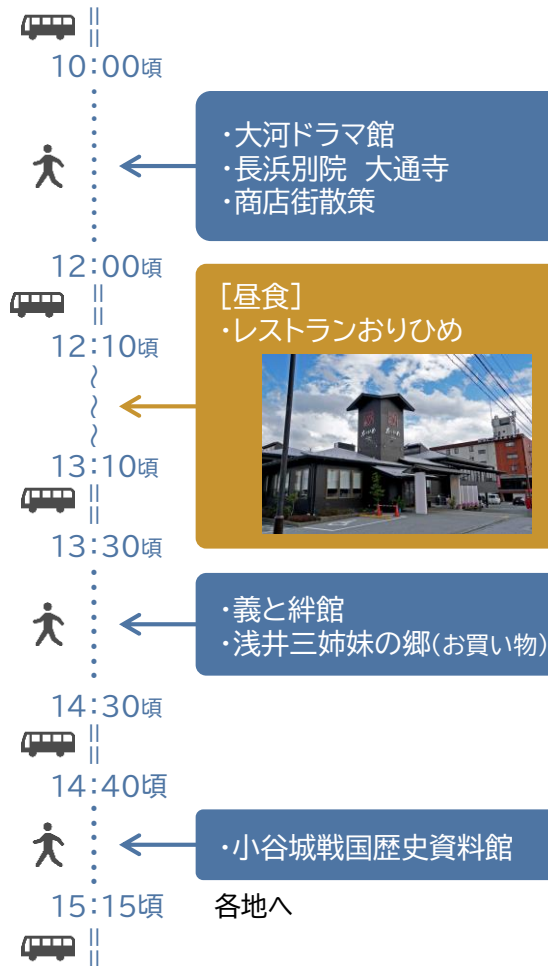 10:00頃
・大河ドラマ館
・長浜別院 大通寺
・商店街散策
12:00頃
[昼食]
・レストランおりひめ
12:10頃
13:10頃
13:30頃
・義と絆館
・浅井三姉妹の郷(お買い物)
14:30頃
14:40頃
・小谷城戦国歴史資料館
15:15頃 各地へ